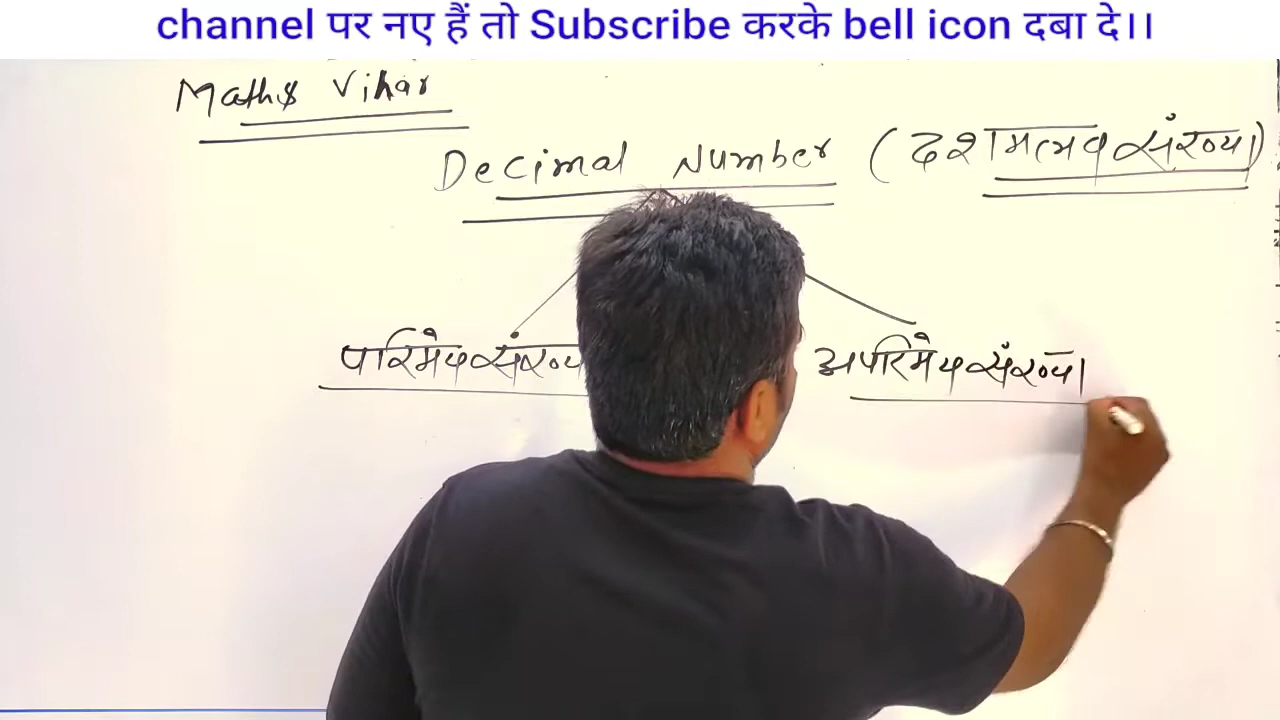 channel पर नए हैं तो Subscribe करके bell icon दबा दे।।
Maths Vihar
Decimal Number (दशमलव संख्या)
परिमेय संख्य
अपरिमेय संख्या